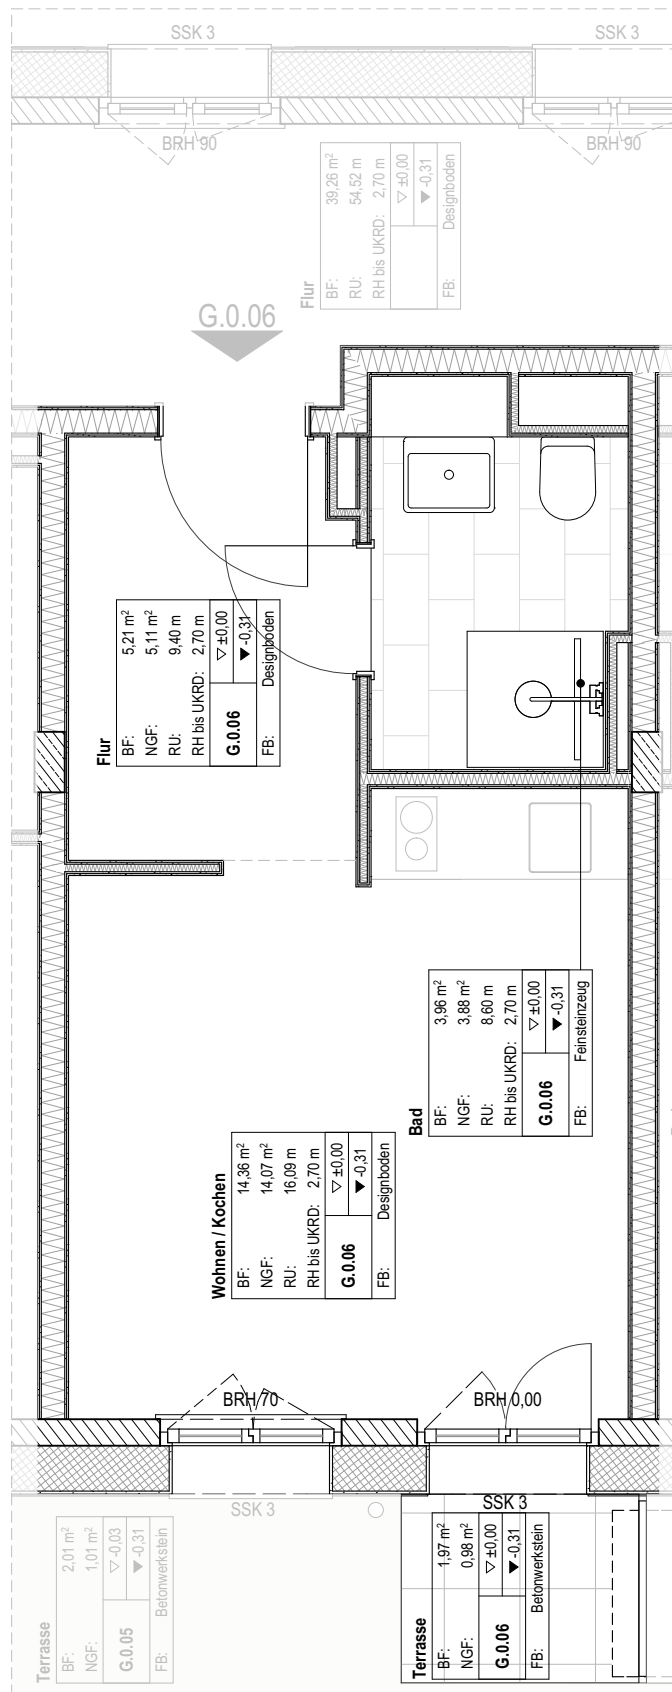 SSK 3
SSK 3
BRH 90
BRH 90
Flur
BF: 39,26 m²
RU: 54,52 m
RH bis UKRD: 2,70 m
▽ ±0,00
▼ -0,31
FB: Designboden
G.0.06
Flur
BF: 5,21 m²
NGF: 5,11 m²
RU: 9,40 m
RH bis UKRD: 2,70 m
G.0.06
▽ ±0,00
▼ -0,31
FB: Designboden
Bad
BF: 3,96 m²
NGF: 3,88 m²
RU: 8,60 m
RH bis UKRD: 2,70 m
G.0.06
▽ ±0,00
▼ -0,31
FB: Feinsteinzeug
Wohnen / Kochen
BF: 14,36 m²
NGF: 14,07 m²
RU: 16,09 m
RH bis UKRD: 2,70 m
G.0.06
▽ ±0,00
▼ -0,31
FB: Designboden
BRH 70
BRH 0,00
SSK 3
SSK 3
Terrasse
BF: 2,01 m²
NGF: 1,01 m²
G.0.05
▽ -0,03
▼ -0,31
FB: Betonwerkstein
Terrasse
BF: 1,97 m²
NGF: 0,98 m²
G.0.06
▽ ±0,00
▼ -0,31
FB: Betonwerkstein